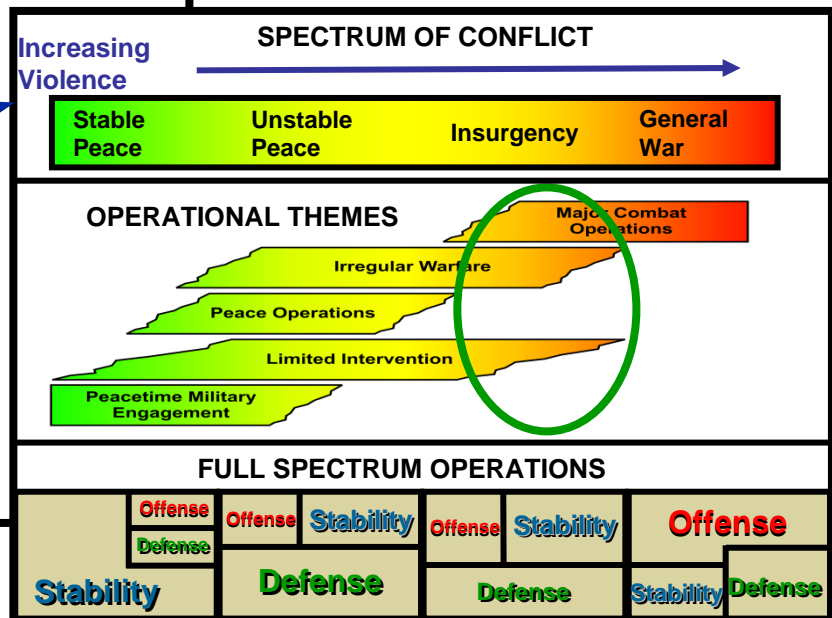 SPECTRUM OF CONFLICT
Increasing
Violence
Stable
Peace
Unstable
Peace
Insurgency
General
War
OPERATIONAL THEMES
Major Combat
Operations
Irregular Warfare
Peace Operations
Limited Intervention
Peacetime Military
Engagement
FULL SPECTRUM OPERATIONS
Offense
Defense
Stability
Offense
Stability
Defense
Offense
Stability
Defense
Offense
Stability
Defense